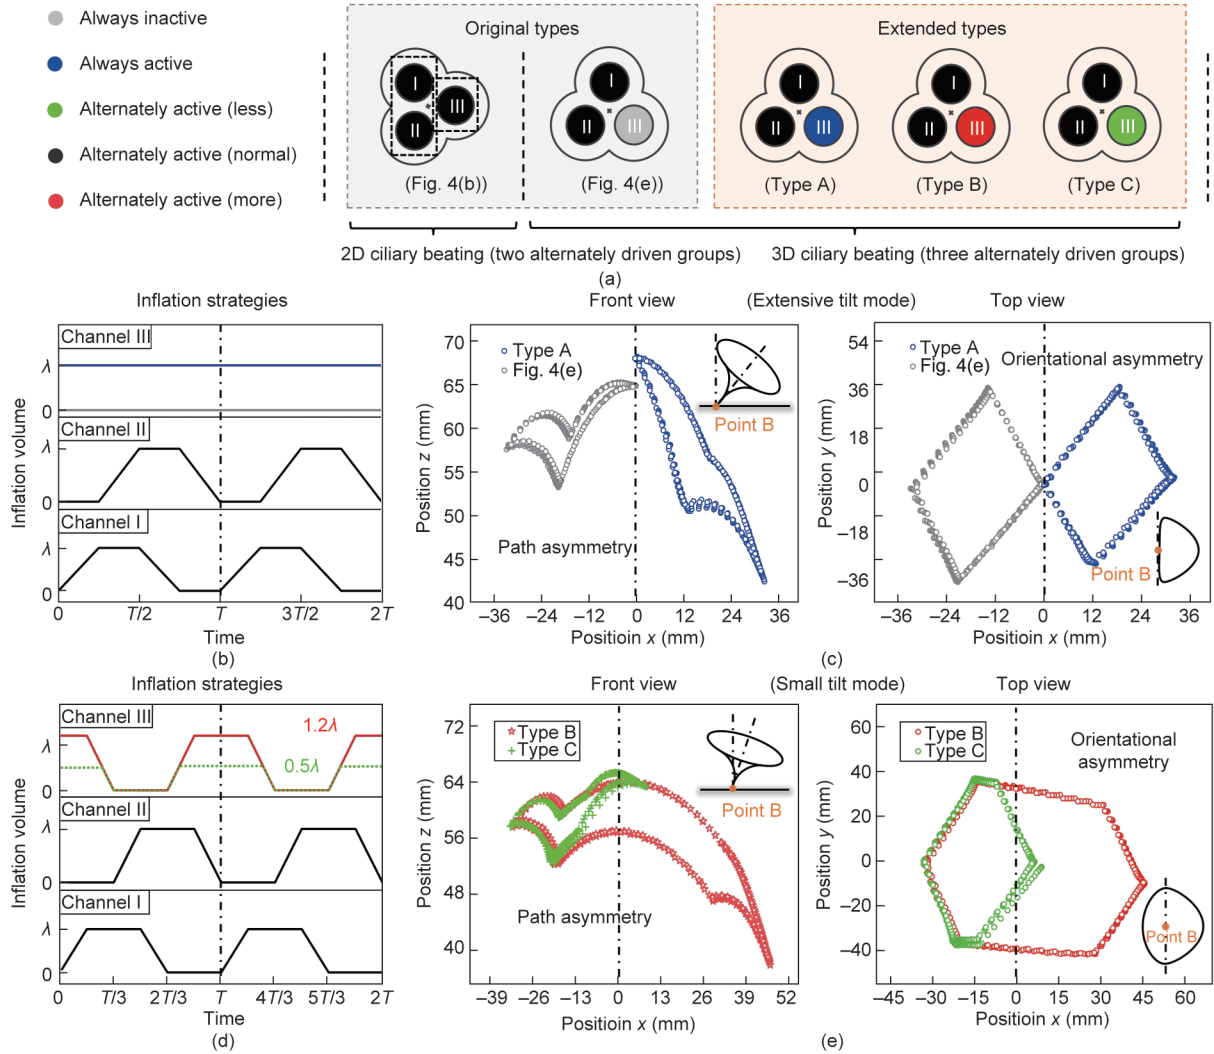 Always inactive
Always active
Alternately active (less)
Alternately active (normal)
Alternately active (more)
Original types
Extended types
I
II
III
(Fig. 4(b))
I
II
III
(Fig. 4(e))
I
II
III
(Type A)
I
II
III
(Type B)
I
II
III
(Type C)
2D ciliary beating (two alternately driven groups)
3D ciliary beating (three alternately driven groups)
(a)
Inflation strategies
Channel III
λ
0
Channel II
λ
0
Channel I
λ
0
Inflation volume
0
T/2
T
3T/2
2T
Time
(b)
Front view
(Extensive tilt mode)
Top view
Type A
Fig. 4(e)
Point B
Path asymmetry
Position z (mm)
70
65
60
55
50
45
40
−36
−24
−12
0
12
24
36
Positioin x (mm)
Type A
Fig. 4(e)
Orientational asymmetry
Point B
Position y (mm)
54
36
18
0
−18
−36
−36
−24
−12
0
12
24
36
Positioin x (mm)
(c)
Inflation strategies
Channel III
1.2λ
0.5λ
λ
0
Channel II
λ
0
Channel I
λ
0
Inflation volume
0
T/3
2T/3
T
4T/3
5T/3
2T
Time
(d)
Front view
(Small tilt mode)
Top view
Type B
Type C
Point B
Path asymmetry
Position z (mm)
72
64
56
48
40
−39
−26
−13
0
13
26
39
52
Positioin x (mm)
Type B
Type C
Orientational
asymmetry
Point B
Position y (mm)
60
40
20
0
−20
−40
−45
−30
−15
0
15
30
45
60
Positioin x (mm)
(e)